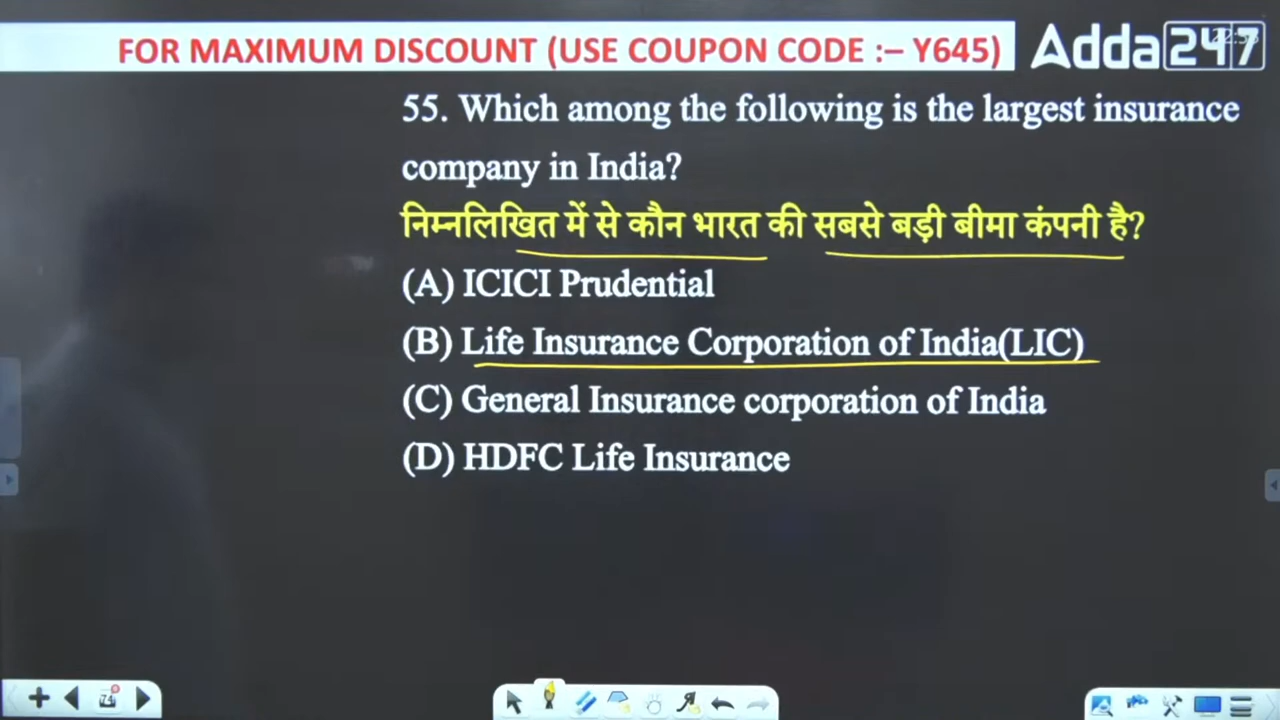 FOR MAXIMUM DISCOUNT (USE COUPON CODE :– Y645)
Adda247
55. Which among the following is the largest insurance
company in India?
निम्नलिखित में से कौन भारत की सबसे बड़ी बीमा कंपनी है?
(A) ICICI Prudential
(B) Life Insurance Corporation of India(LIC)
(C) General Insurance corporation of India
(D) HDFC Life Insurance
74